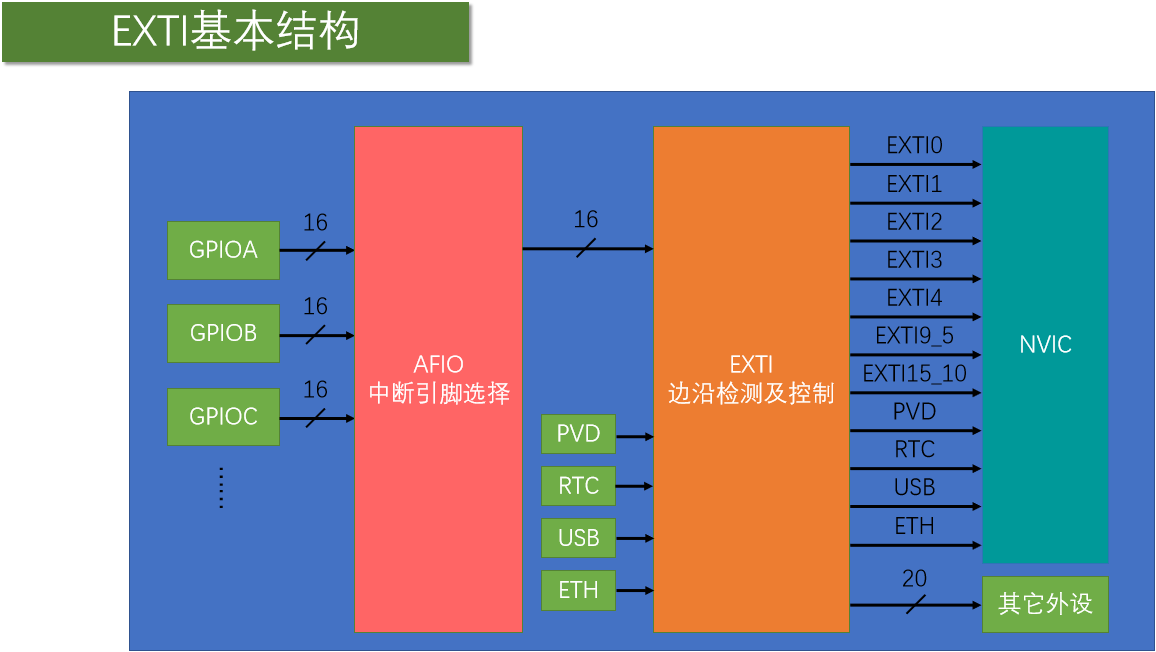 EXTI基本结构
16
GPIOA
16
GPIOB
16
GPIOC
AFIO
中断引脚选择
16
PVD
RTC
USB
ETH
EXTI
边沿检测及控制
EXTI0
EXTI1
EXTI2
EXTI3
EXTI4
EXTI9_5
EXTI15_10
PVD
RTC
USB
ETH
20
NVIC
其它外设